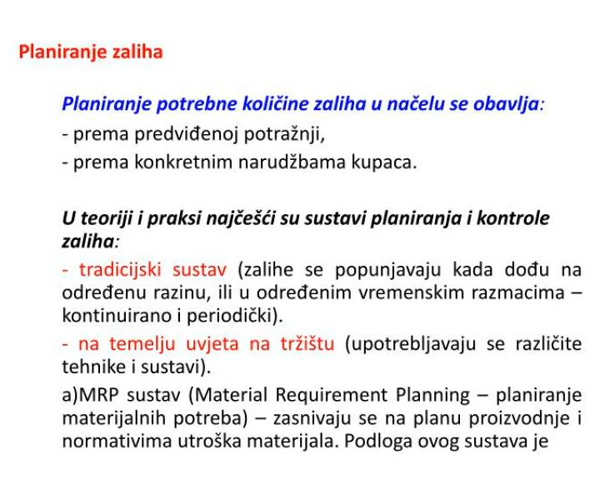 Planiranje zaliha
Planiranje potrebne količine zaliha u načelu se obavlja:
- prema predviđenoj potražnji,
- prema konkretnim narudžbama kupaca.
U teoriji i praksi najčešći su sustavi planiranja i kontrole
zaliha:
- tradicijski sustav (zalihe se popunjavaju kada dođu na
određenu razinu, ili u određenim vremenskim razmacima –
kontinuirano i periodički).
- na temelju uvjeta na tržištu (upotrebljavaju se različite
tehnike i sustavi).
a)MRP sustav (Material Requirement Planning – planiranje
materijalnih potreba) – zasnivaju se na planu proizvodnje i
normativima utroška materijala. Podloga ovog sustava je